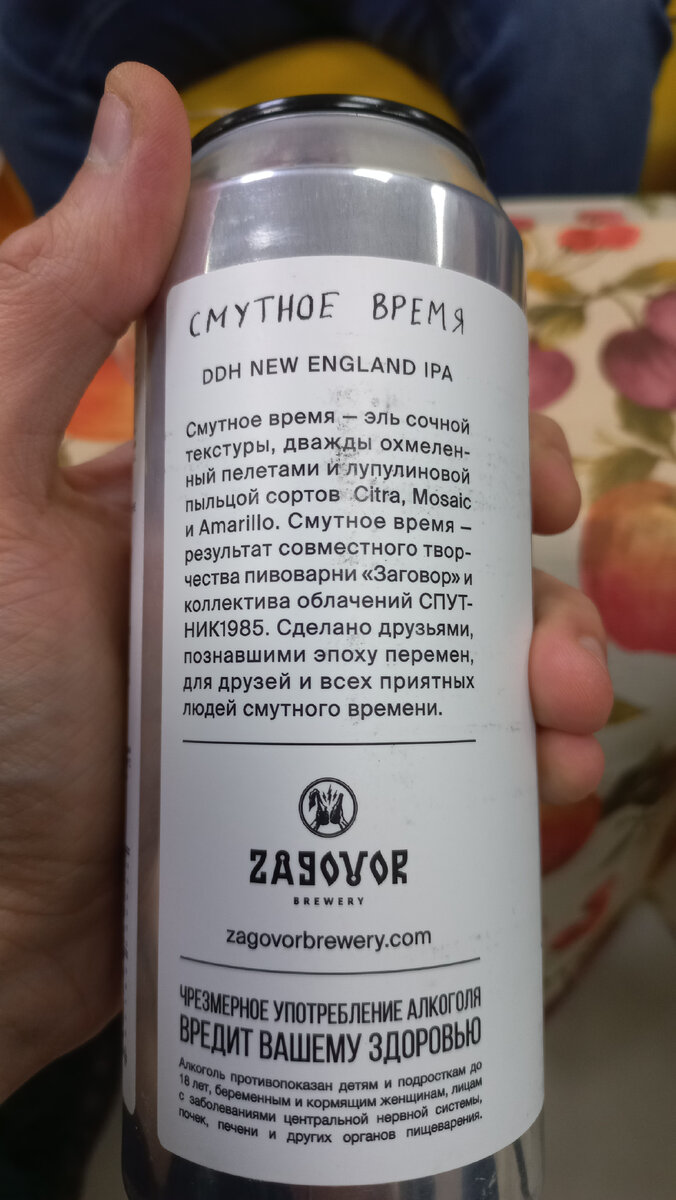 СМУТНОЕ ВРЕМЯ
DDH NEW ENGLAND IPA
Смутное время – эль сочной
текстуры, дважды охмелен-
ный пелетами и лупулиновой
пыльцой сортов Citra, Mosaic
и Amarillo. Смутное время –
результат совместного твор-
чества пивоварни «Заговор» и
коллектива облачений СПУТ-
НИК1985. Сделано друзьями,
познавшими эпоху перемен,
для друзей и всех приятных
людей смутного времени.
ZAGOVOR
BREWERY
zagovorbrewery.com
ЧРЕЗМЕРНОЕ УПОТРЕБЛЕНИЕ АЛКОГОЛЯ
ВРЕДИТ ВАШЕМУ ЗДОРОВЬЮ
Алкоголь противопоказан детям и подросткам до
18 лет, беременным и кормящим женщинам, лицам
с заболеваниями центральной нервной системы,
почек, печени и других органов пищеварения.